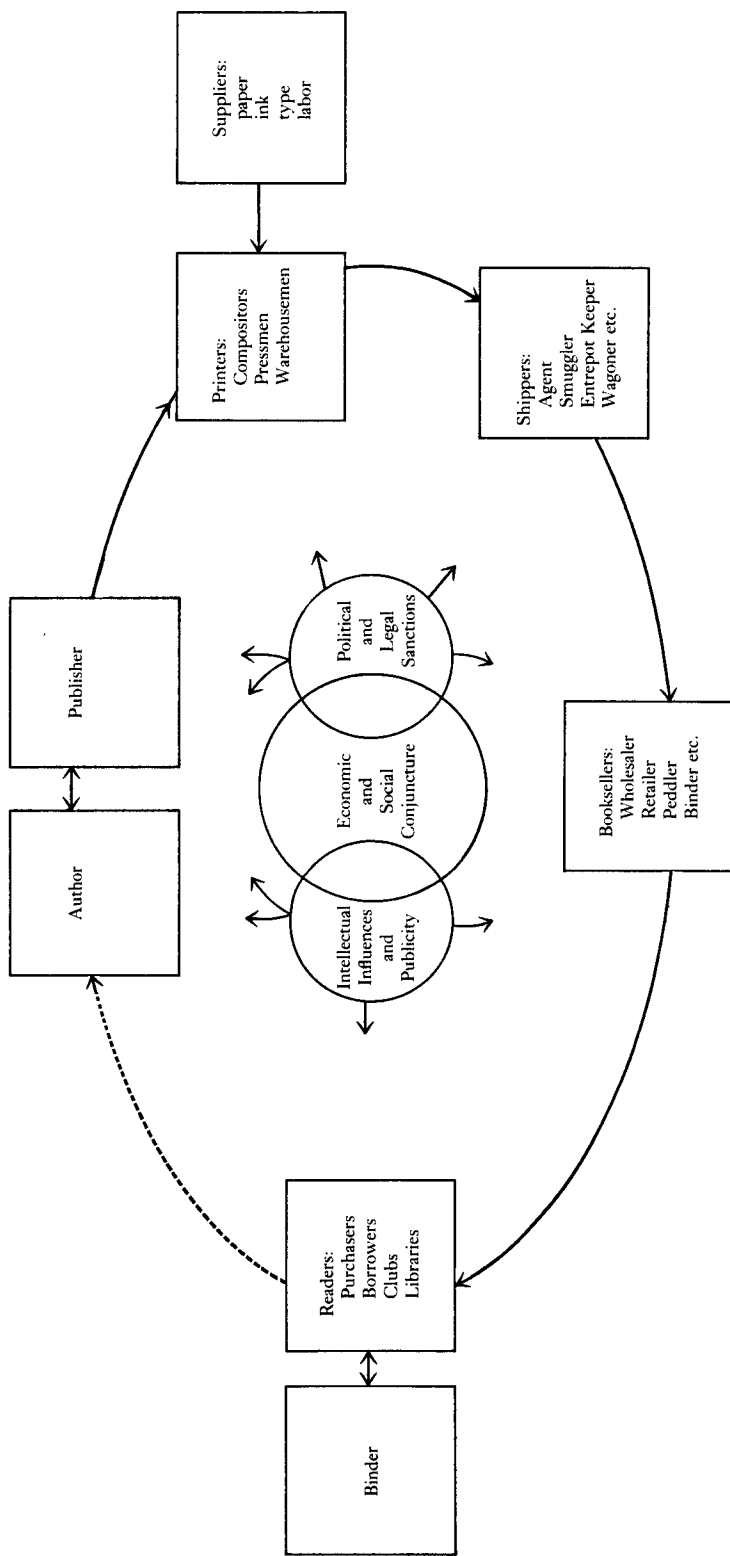 Author
Publisher
Printers:
Compositors
Pressmen
Warehousemen
Suppliers:
paper
ink
type
labor
Shippers:
Agent
Smuggler
Entrepot Keeper
Wagoner etc.
Booksellers:
Wholesaler
Retailer
Peddler
Binder etc.
Readers:
Purchasers
Borrowers
Clubs
Libraries
Binder
Intellectual
Influences
and
Publicity
Economic
and
Social
Conjuncture
Political
and
Legal
Sanctions